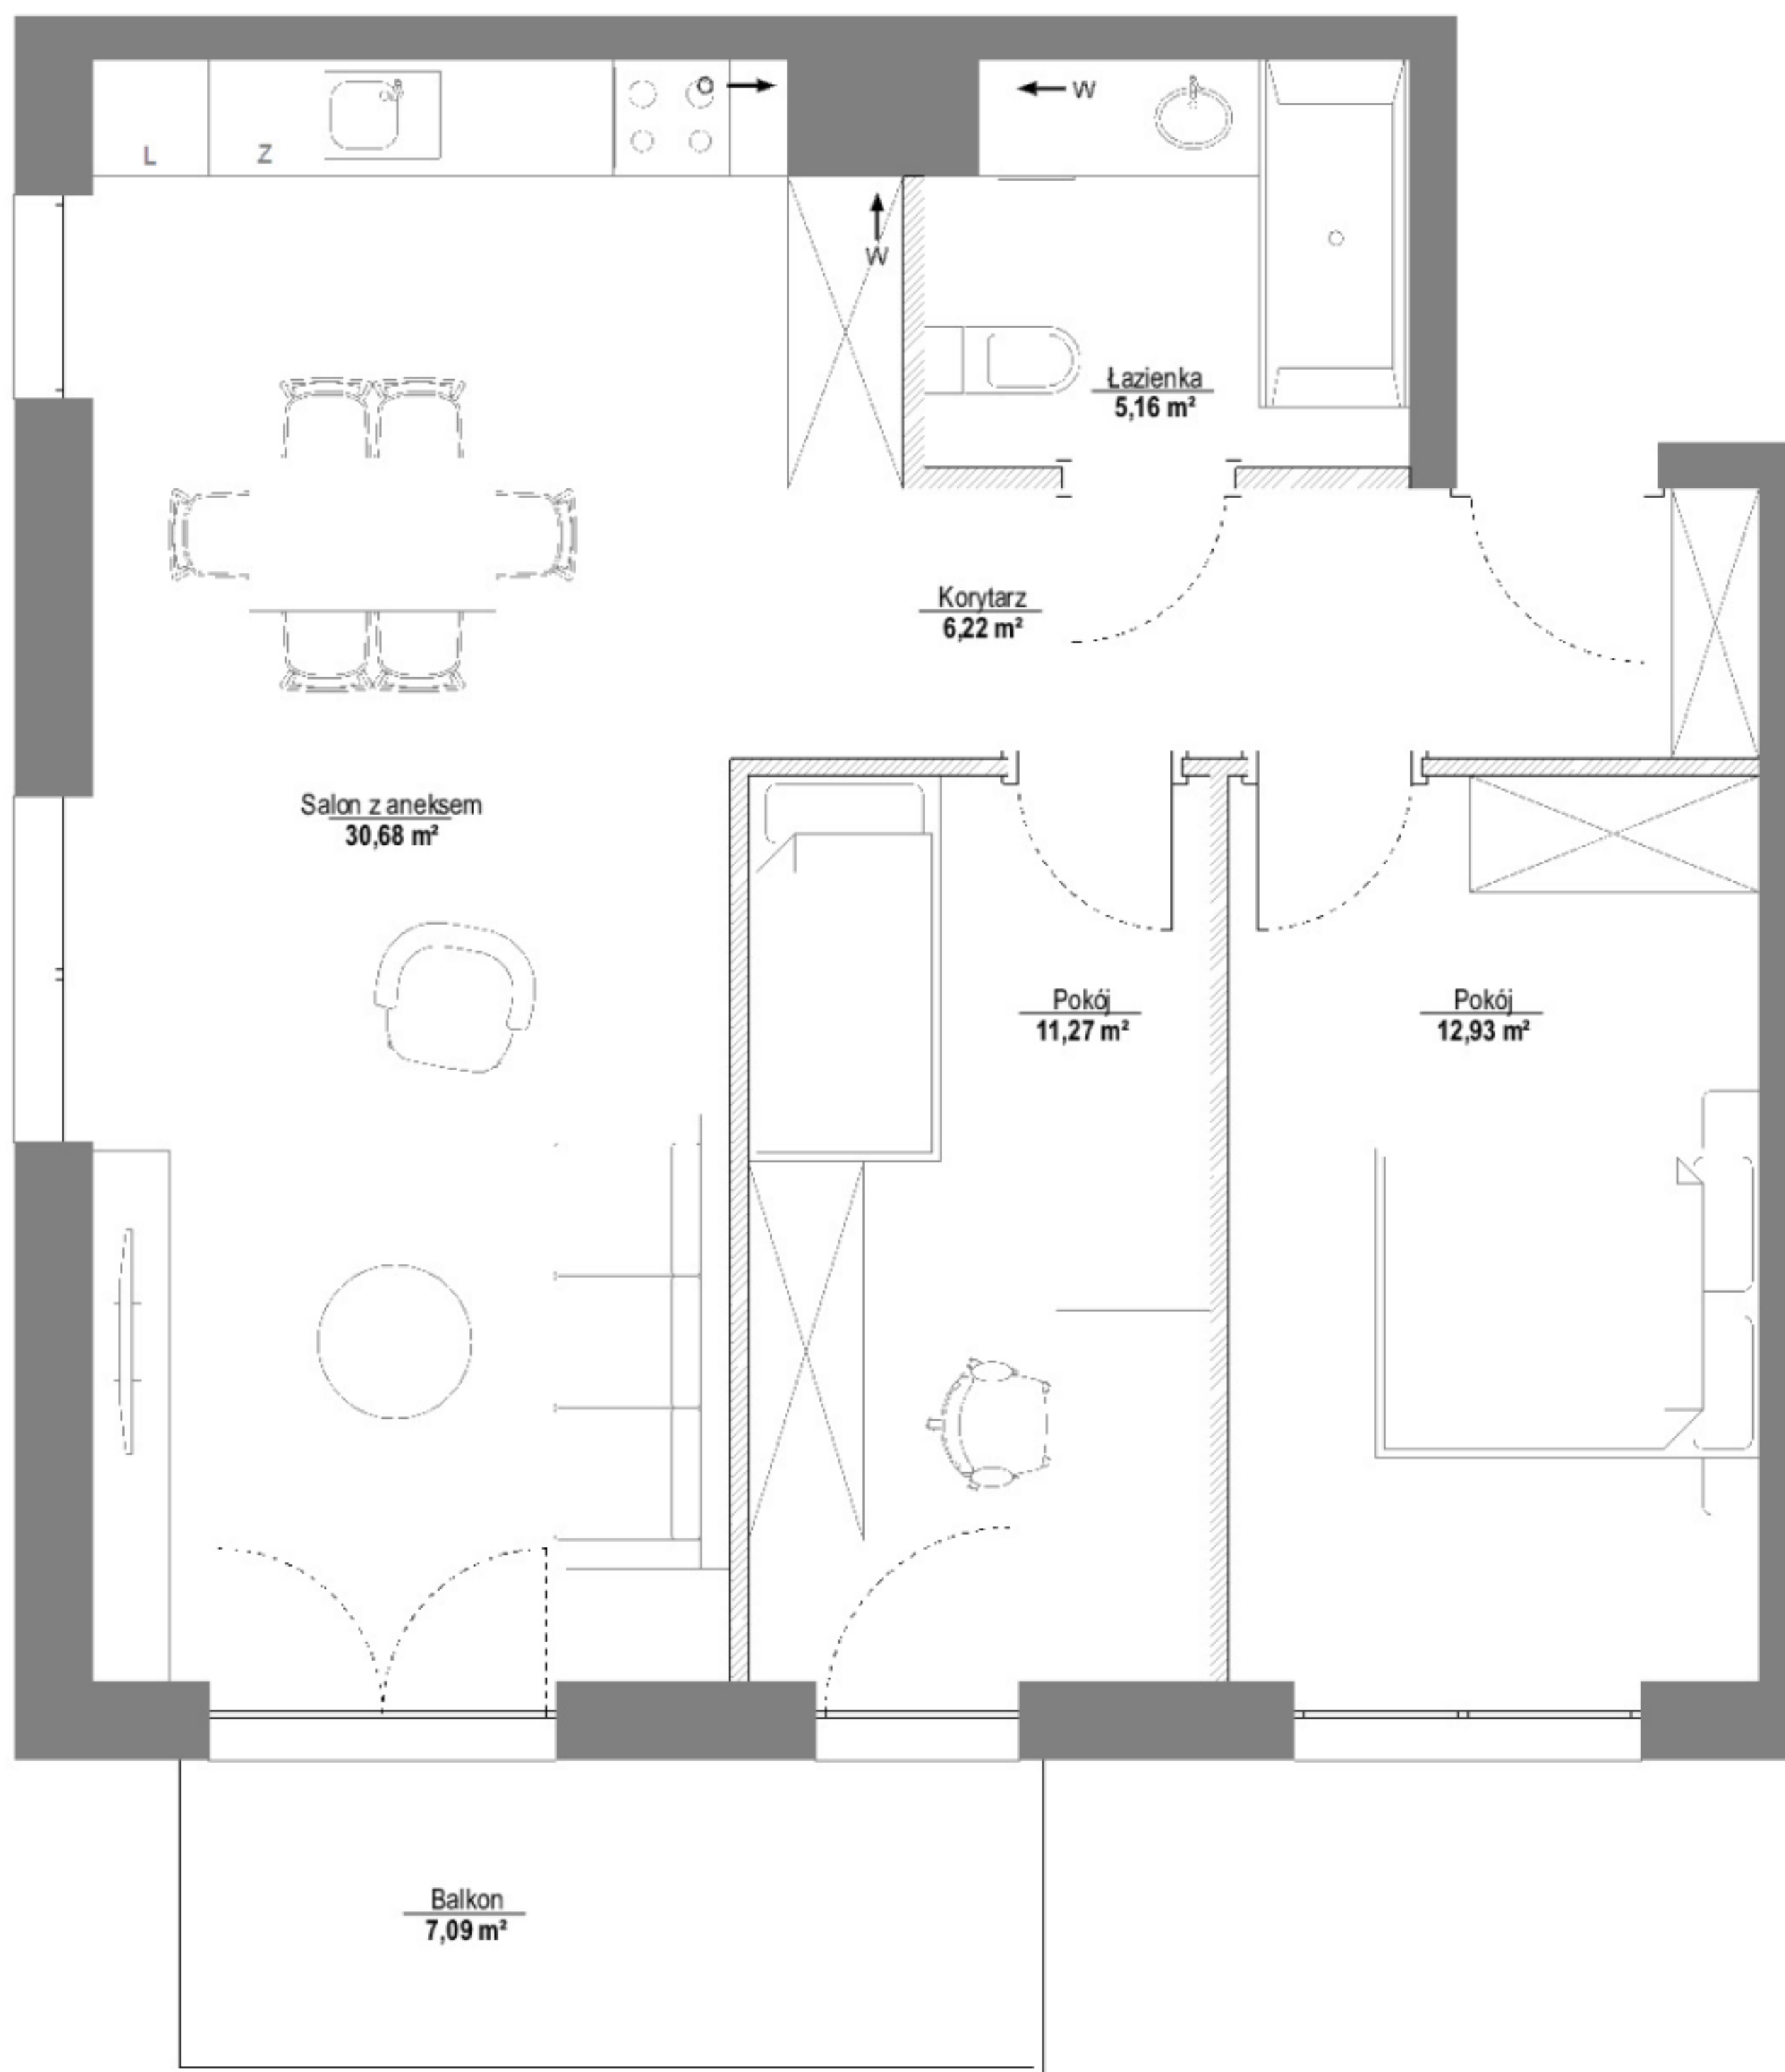 O
W
L
Z
W
Łazienka
5,16 m²
Korytarz
6,22 m²
Salon z aneksem
30,68 m²
Pokój
11,27 m²
Pokój
12,93 m²
Balkon
7,09 m²